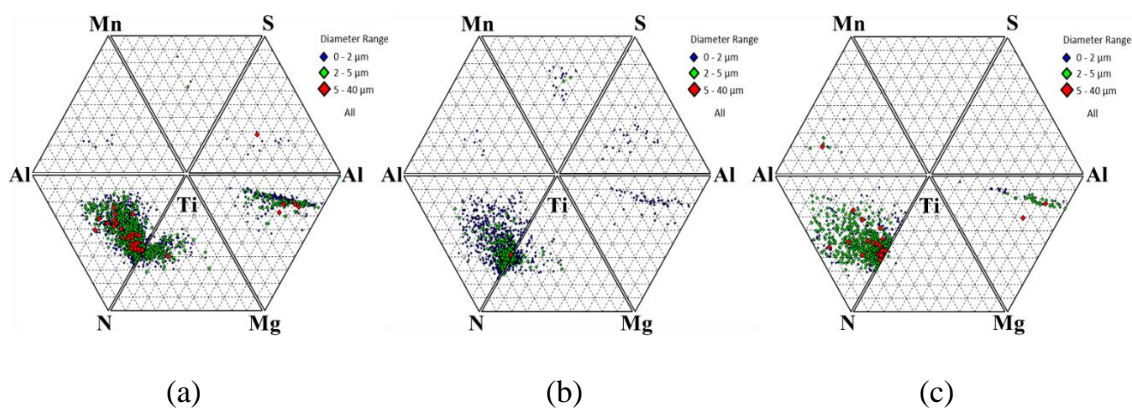 Mn S
Diameter Range
0 - 2 µm
2 - 5 µm
5 - 40 µm
All
Al Al
Ti
N Mg
(a)
Mn S
Diameter Range
0 - 2 µm
2 - 5 µm
5 - 40 µm
All
Al Al
Ti
N Mg
(b)
Mn S
Diameter Range
0 - 2 µm
2 - 5 µm
5 - 40 µm
All
Al Al
Ti
N Mg
(c)